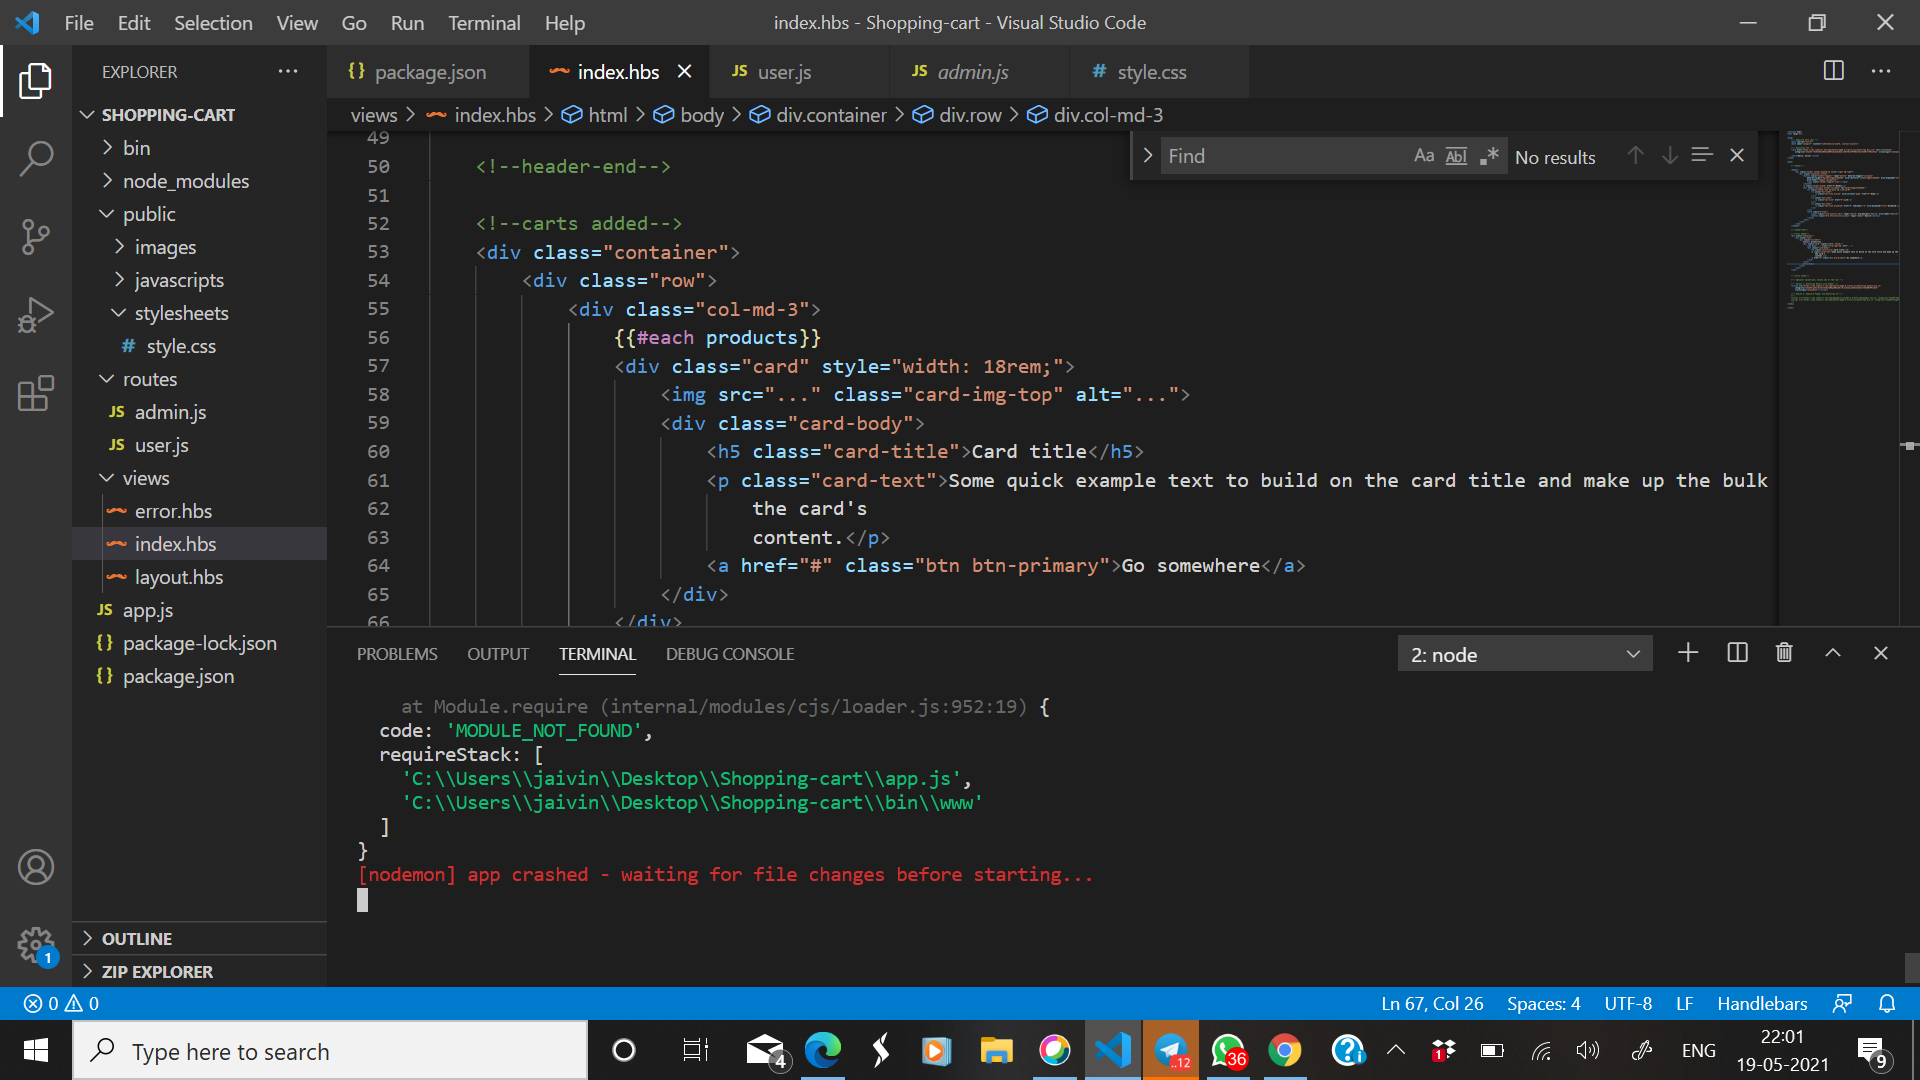 File Edit Selection View Go Run Terminal Help
index.hbs - Shopping-cart - Visual Studio Code
EXPLORER
SHOPPING-CART
bin
node_modules
public
images
javascripts
stylesheets
# style.css
routes
JS admin.js
JS user.js
views
error.hbs
index.hbs
layout.hbs
JS app.js
{} package-lock.json
{} package.json
OUTLINE
ZIP EXPLORER
{} package.json index.hbs JS user.js JS admin.js # style.css
views > index.hbs > html > body > div.container > div.row > div.col-md-3
Find Aa Abl .* No results
49
50 <!--header-end-->
51
52 <!--carts added-->
53 <div class="container">
54 <div class="row">
55 <div class="col-md-3">
56 {{#each products}}
57 <div class="card" style="width: 18rem;">
58 <img src="..." class="card-img-top" alt="...">
59 <div class="card-body">
60 <h5 class="card-title">Card title</h5>
61 <p class="card-text">Some quick example text to build on the card title and make up the bulk
62 the card's
63 content.</p>
64 <a href="#" class="btn btn-primary">Go somewhere</a>
65 </div>
66 </div>
PROBLEMS OUTPUT TERMINAL DEBUG CONSOLE 2: node
at Module.require (internal/modules/cjs/loader.js:952:19) {
code: 'MODULE_NOT_FOUND',
requireStack: [
'C:\\Users\\jaivin\\Desktop\\Shopping-cart\\app.js',
'C:\\Users\\jaivin\\Desktop\\Shopping-cart\\bin\\www'
]
}
[nodemon] app crashed - waiting for file changes before starting...
1
0 0 Ln 67, Col 26 Spaces: 4 UTF-8 LF Handlebars
Type here to search 4 ..12 36 1 ENG 22:01 9
19-05-2021